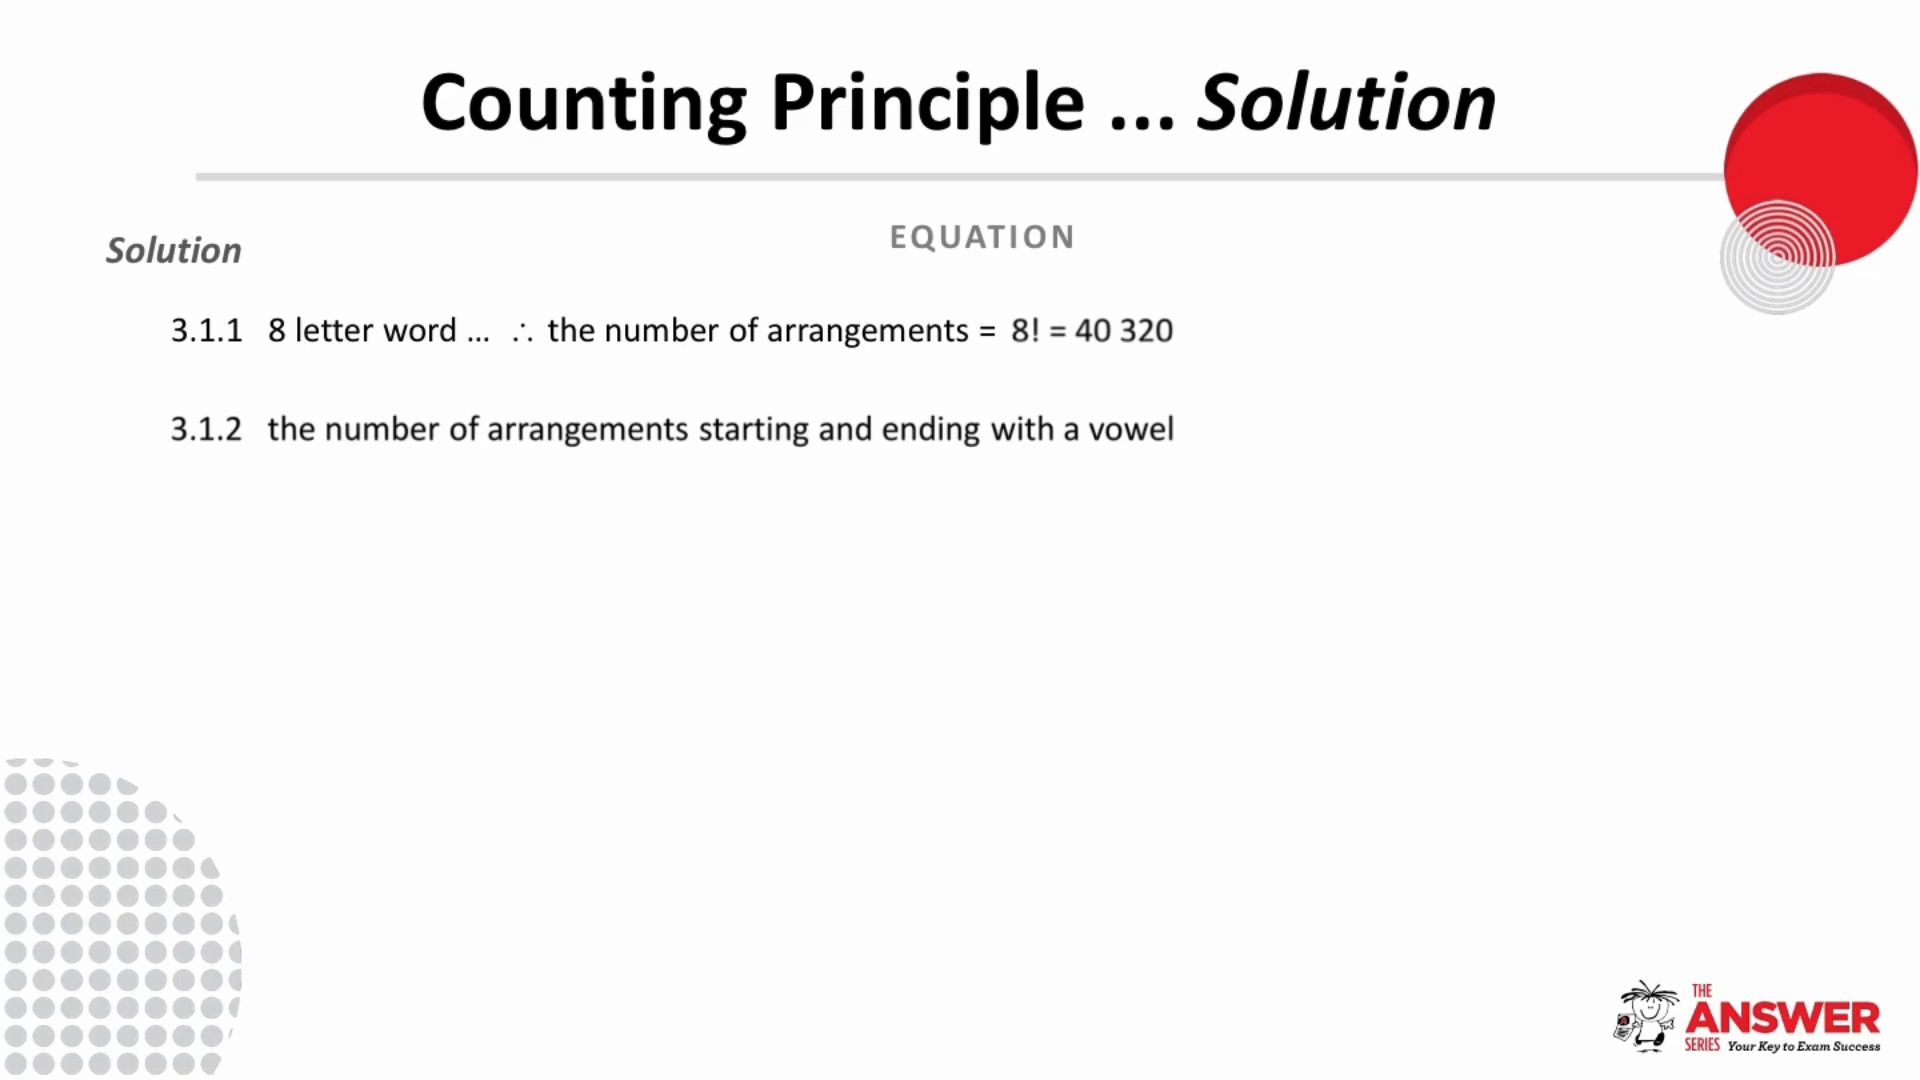 Counting Principle ... Solution
EQUATION
Solution
3.1.1 8 letter word ... ∴ the number of arrangements = 8! = 40 320
3.1.2 the number of arrangements starting and ending with a vowel
THE
ANSWER
SERIES Your Key to Exam Success